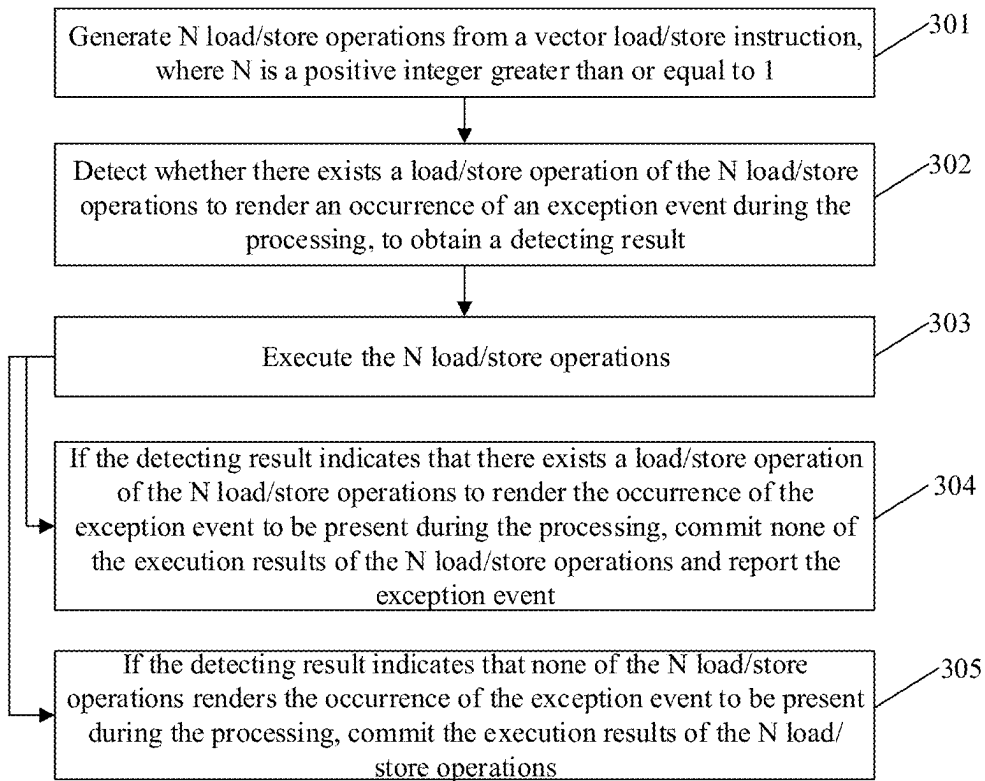 Generate N load/store operations from a vector load/store instruction,
where N is a positive integer greater than or equal to 1
301
Detect whether there exists a load/store operation of the N load/store
operations to render an occurrence of an exception event during the
processing, to obtain a detecting result
302
Execute the N load/store operations
303
If the detecting result indicates that there exists a load/store operation
of the N load/store operations to render the occurrence of the
exception event to be present during the processing, commit none of
the execution results of the N load/store operations and report the
exception event
304
If the detecting result indicates that none of the N load/store
operations renders the occurrence of the exception event to be present
during the processing, commit the execution results of the N load/
store operations
305